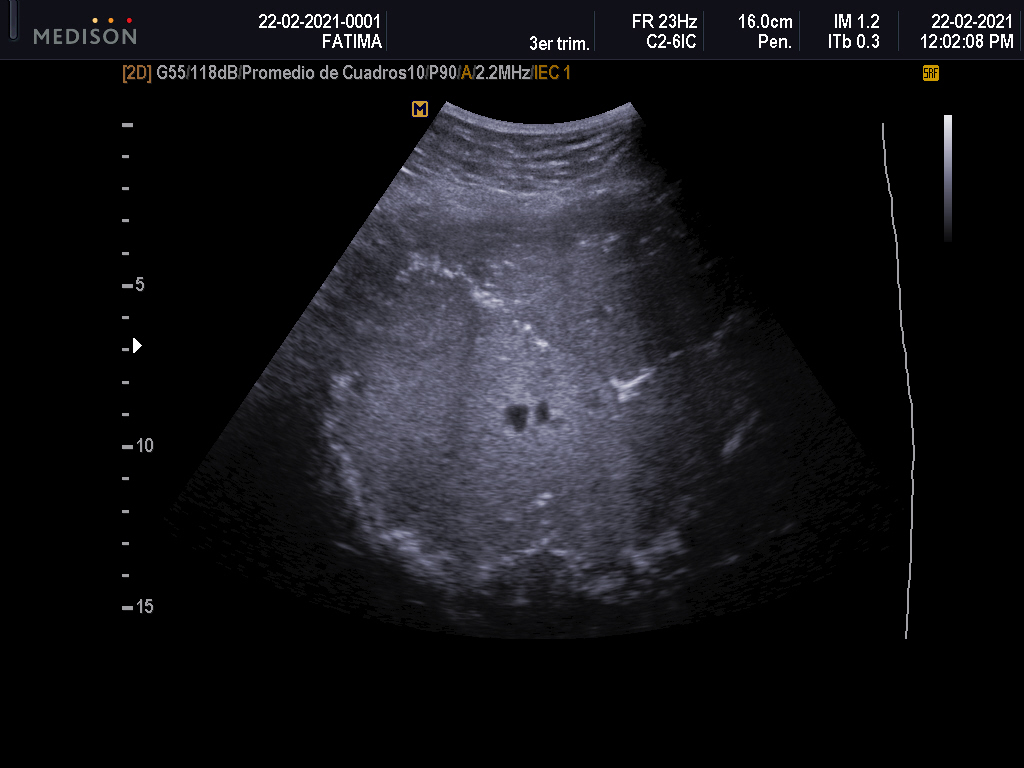 MEDISON
22-02-2021-0001
FATIMA
3er trim.
FR 23Hz
C2-6IC
16.0cm
Pen.
IM 1.2
ITb 0.3
22-02-2021
12:02:08 PM
[2D] G55/118dB/Promedio de Cuadros10/P90/A/2.2MHz/IEC 1
SRF
M
5
10
15